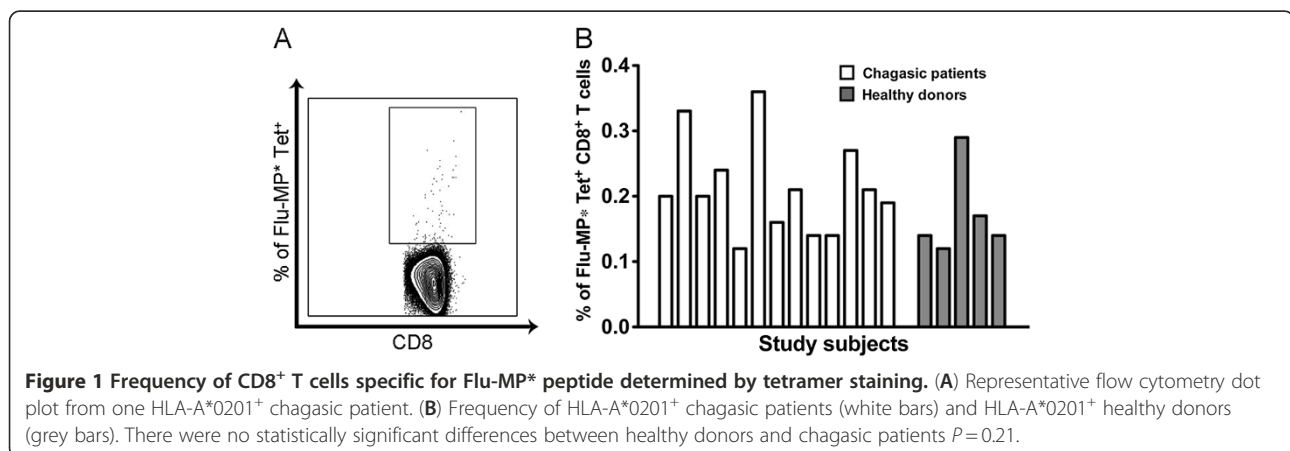 A
% of Flu-MP* Tet⁺
CD8
B
% of Flu-MP* Tet⁺ CD8⁺ T cells
0.4
0.3
0.2
0.1
0.0
Chagasic patients
Healthy donors
Study subjects
Figure 1 Frequency of CD8⁺ T cells specific for Flu-MP* peptide determined by tetramer staining. (A) Representative flow cytometry dot
plot from one HLA-A*0201⁺ chagasic patient. (B) Frequency of HLA-A*0201⁺ chagasic patients (white bars) and HLA-A*0201⁺ healthy donors
(grey bars). There were no statistically significant differences between healthy donors and chagasic patients P = 0.21.